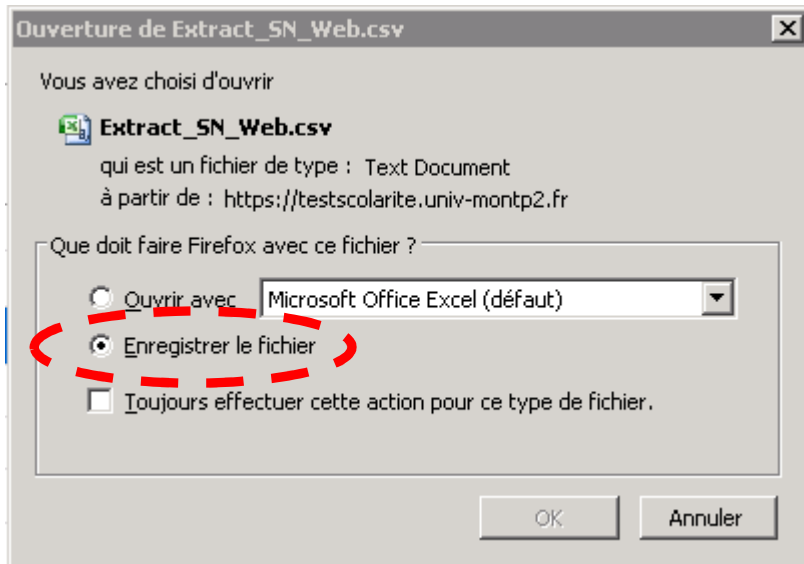 Ouverture de Extract_SN_Web.csv
Vous avez choisi d'ouvrir
Extract_SN_Web.csv
qui est un fichier de type : Text Document
à partir de : https://testscolarite.univ-montp2.fr
Que doit faire Firefox avec ce fichier ?
Ouvrir avec Microsoft Office Excel (défaut)
Enregistrer le fichier
Toujours effectuer cette action pour ce type de fichier.
OK Annuler